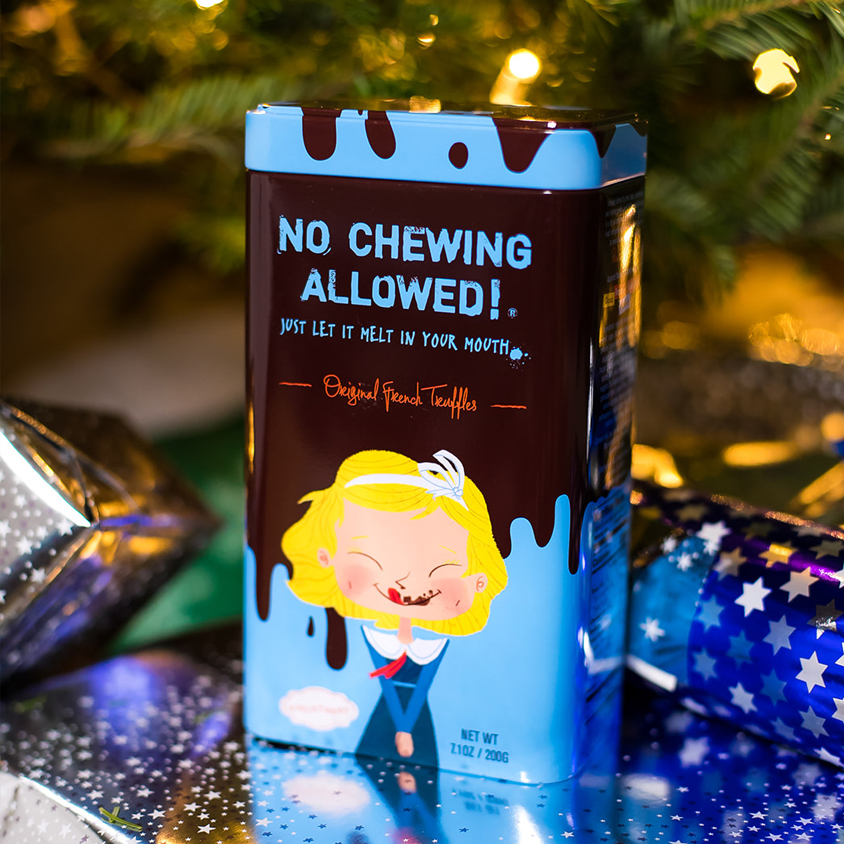 NO CHEWING
ALLOWED!®
JUST LET IT MELT IN YOUR MOUTH
Original French Truffles
NET WT
7.1OZ / 200G